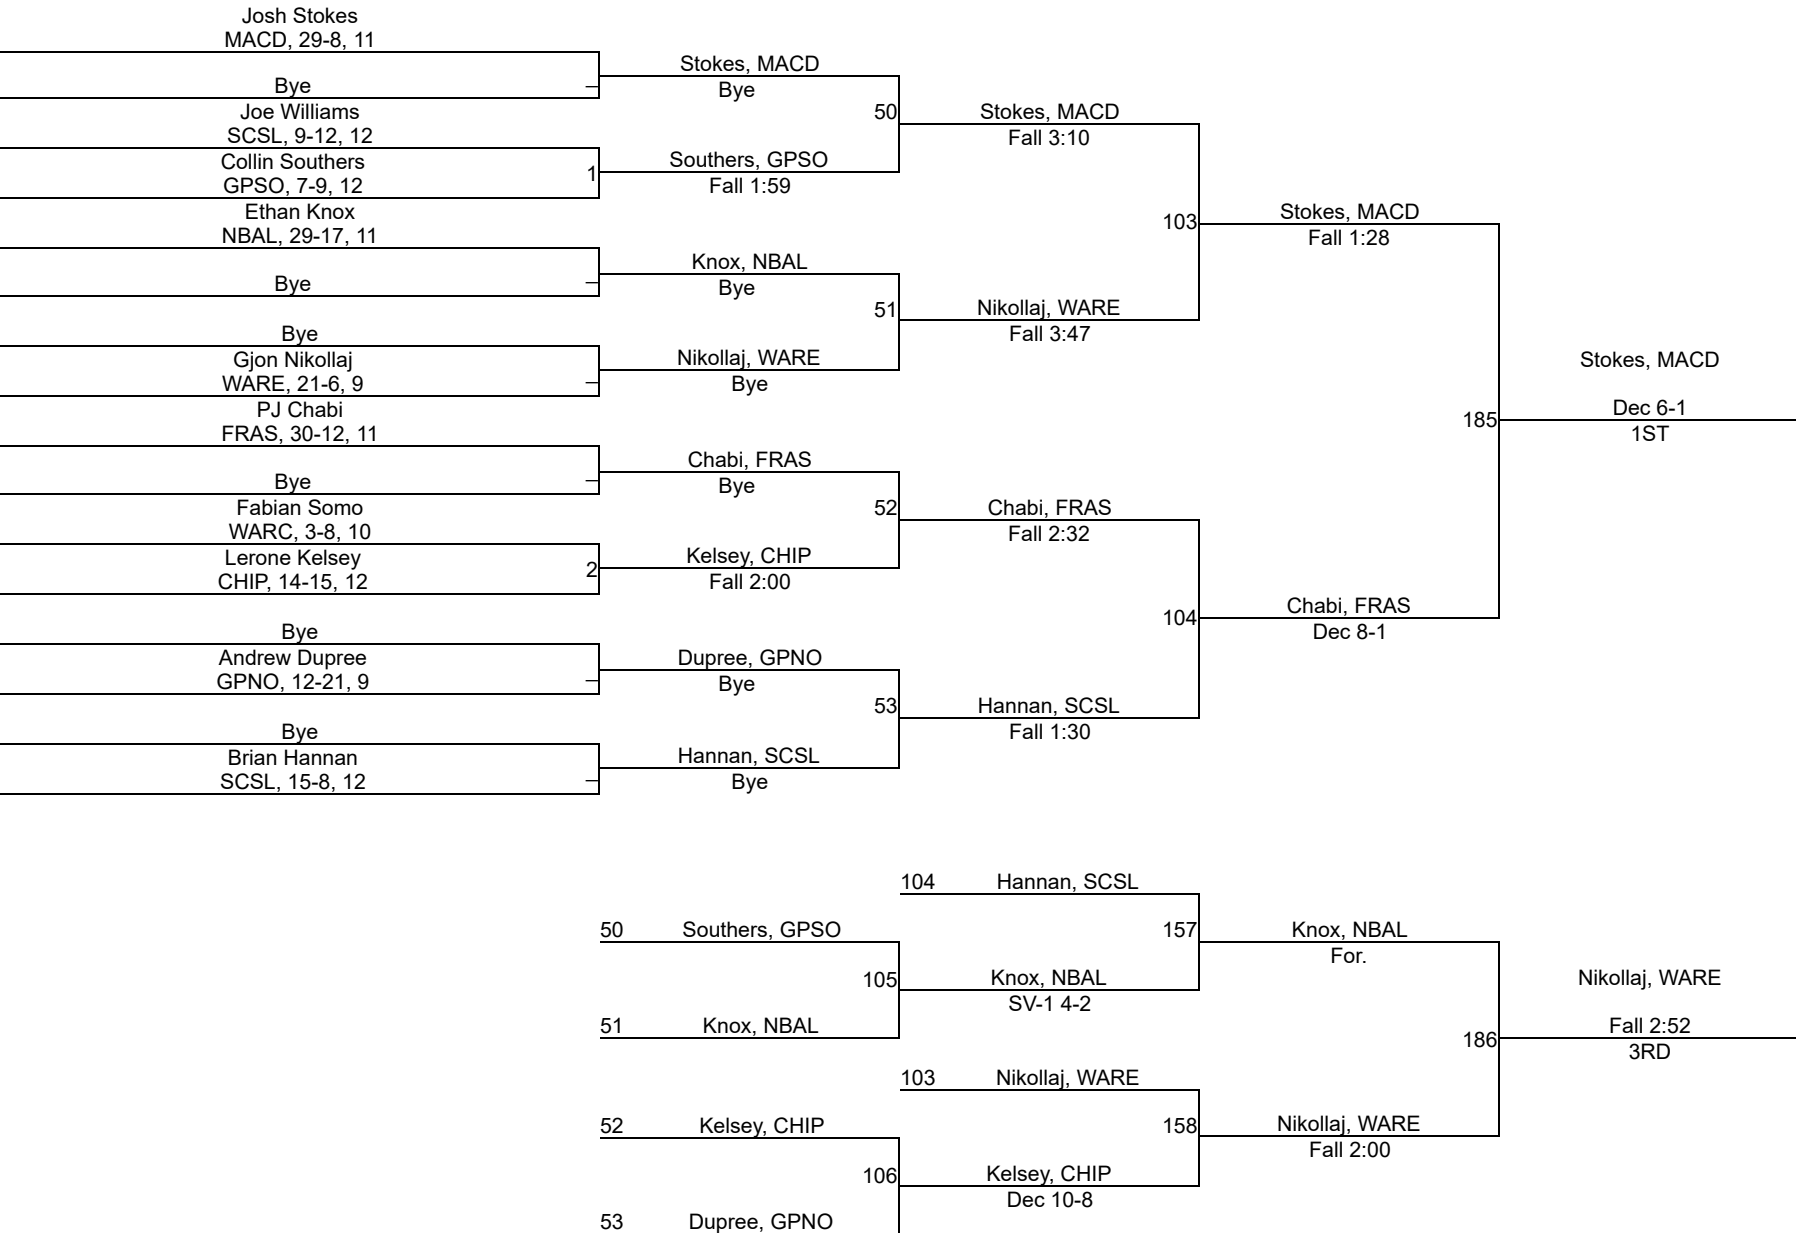 Josh Stokes
MACD, 29-8, 11
Bye
Joe Williams
SCSL, 9-12, 12
Collin Southers
GPSO, 7-9, 12
1
Ethan Knox
NBAL, 29-17, 11
Bye
Bye
Gjon Nikollaj
WARE, 21-6, 9
PJ Chabi
FRAS, 30-12, 11
Bye
Fabian Somo
WARC, 3-8, 10
Lerone Kelsey
CHIP, 14-15, 12
2
Bye
Andrew Dupree
GPNO, 12-21, 9
Bye
Brian Hannan
SCSL, 15-8, 12
Stokes, MACD
Bye
50
Southers, GPSO
Fall 1:59
Knox, NBAL
Bye
51
Nikollaj, WARE
Bye
Chabi, FRAS
Bye
52
Kelsey, CHIP
Fall 2:00
Dupree, GPNO
Bye
53
Hannan, SCSL
Bye
Stokes, MACD
Fall 3:10
103
Nikollaj, WARE
Fall 3:47
Chabi, FRAS
Fall 2:32
104
Hannan, SCSL
Fall 1:30
Stokes, MACD
Fall 1:28
185
Chabi, FRAS
Dec 8-1
Stokes, MACD
Dec 6-1
1ST
104 Hannan, SCSL
50 Southers, GPSO
157
105
Knox, NBAL
SV-1 4-2
51 Knox, NBAL
Knox, NBAL
For.
103 Nikollaj, WARE
52 Kelsey, CHIP
158
106
Kelsey, CHIP
Dec 10-8
53 Dupree, GPNO
Nikollaj, WARE
Fall 2:00
186
Nikollaj, WARE
Fall 2:52
3RD